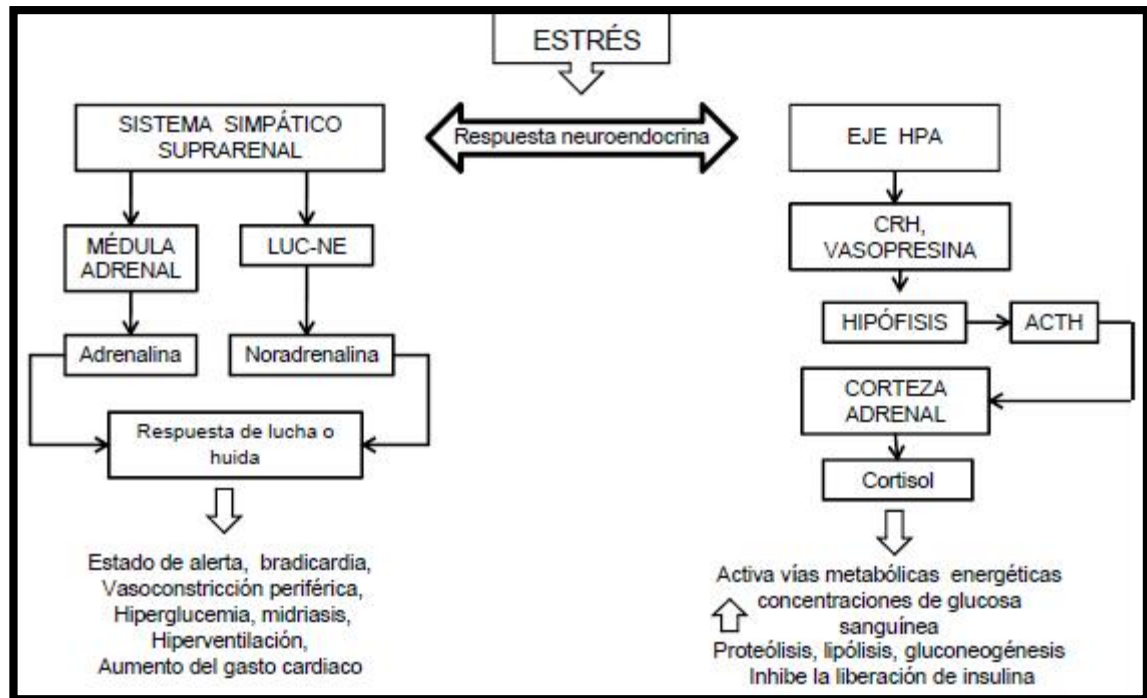 ESTRÉS
Respuesta neuroendocrina
SISTEMA SIMPÁTICO
SUPRARENAL
MÉDULA
ADRENAL
LUC-NE
Adrenalina
Noradrenalina
Respuesta de lucha o
huida
Estado de alerta, bradicardia,
Vasoconstricción periférica,
Hiperglucemia, midriasis,
Hiperventilación,
Aumento del gasto cardiaco
EJE HPA
CRH,
VASOPRESINA
HIPÓFISIS
ACTH
CORTEZA
ADRENAL
Cortisol
Activa vías metabólicas energéticas
concentraciones de glucosa
sanguínea
Proteólisis, lipólisis, gluconeogénesis
Inhibe la liberación de insulina